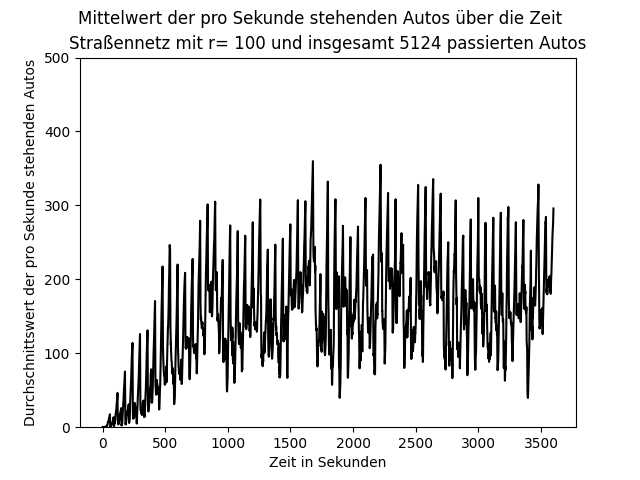 Mittelwert der pro Sekunde stehenden Autos über die Zeit
Straßennetz mit r= 100 und insgesamt 5124 passierten Autos
Durchschnittswert der pro Sekunde stehenden Autos
500
400
300
200
100
0
0 500 1000 1500 2000 2500 3000 3500
Zeit in Sekunden